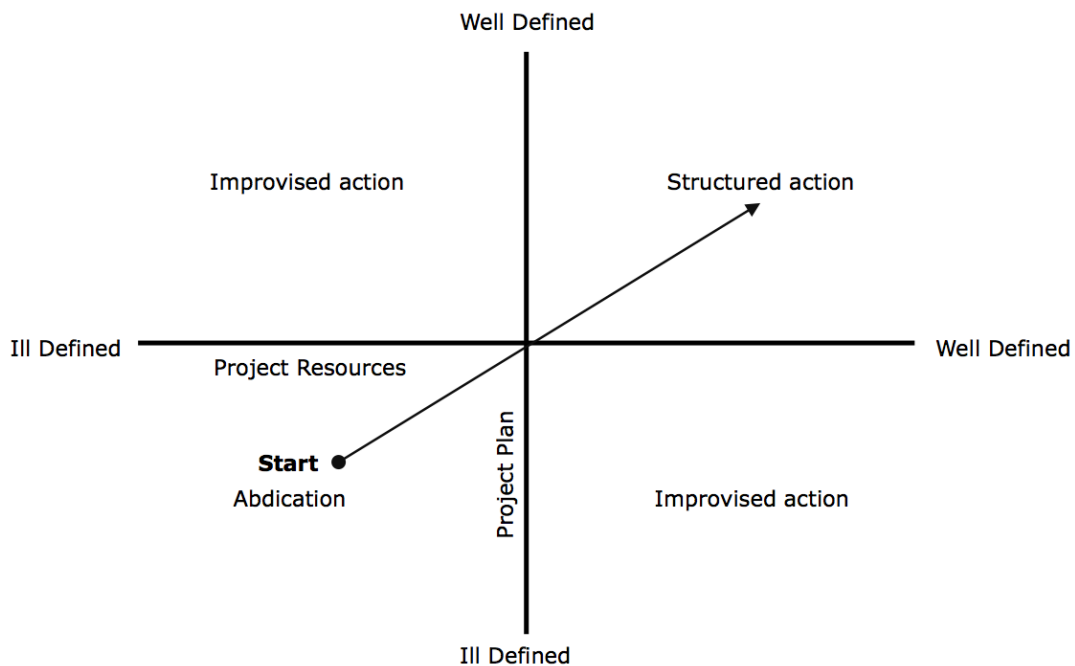 Well Defined
Improvised action
Structured action
Ill Defined
Well Defined
Project Resources
Project Plan
Start
Abdication
Improvised action
Ill Defined